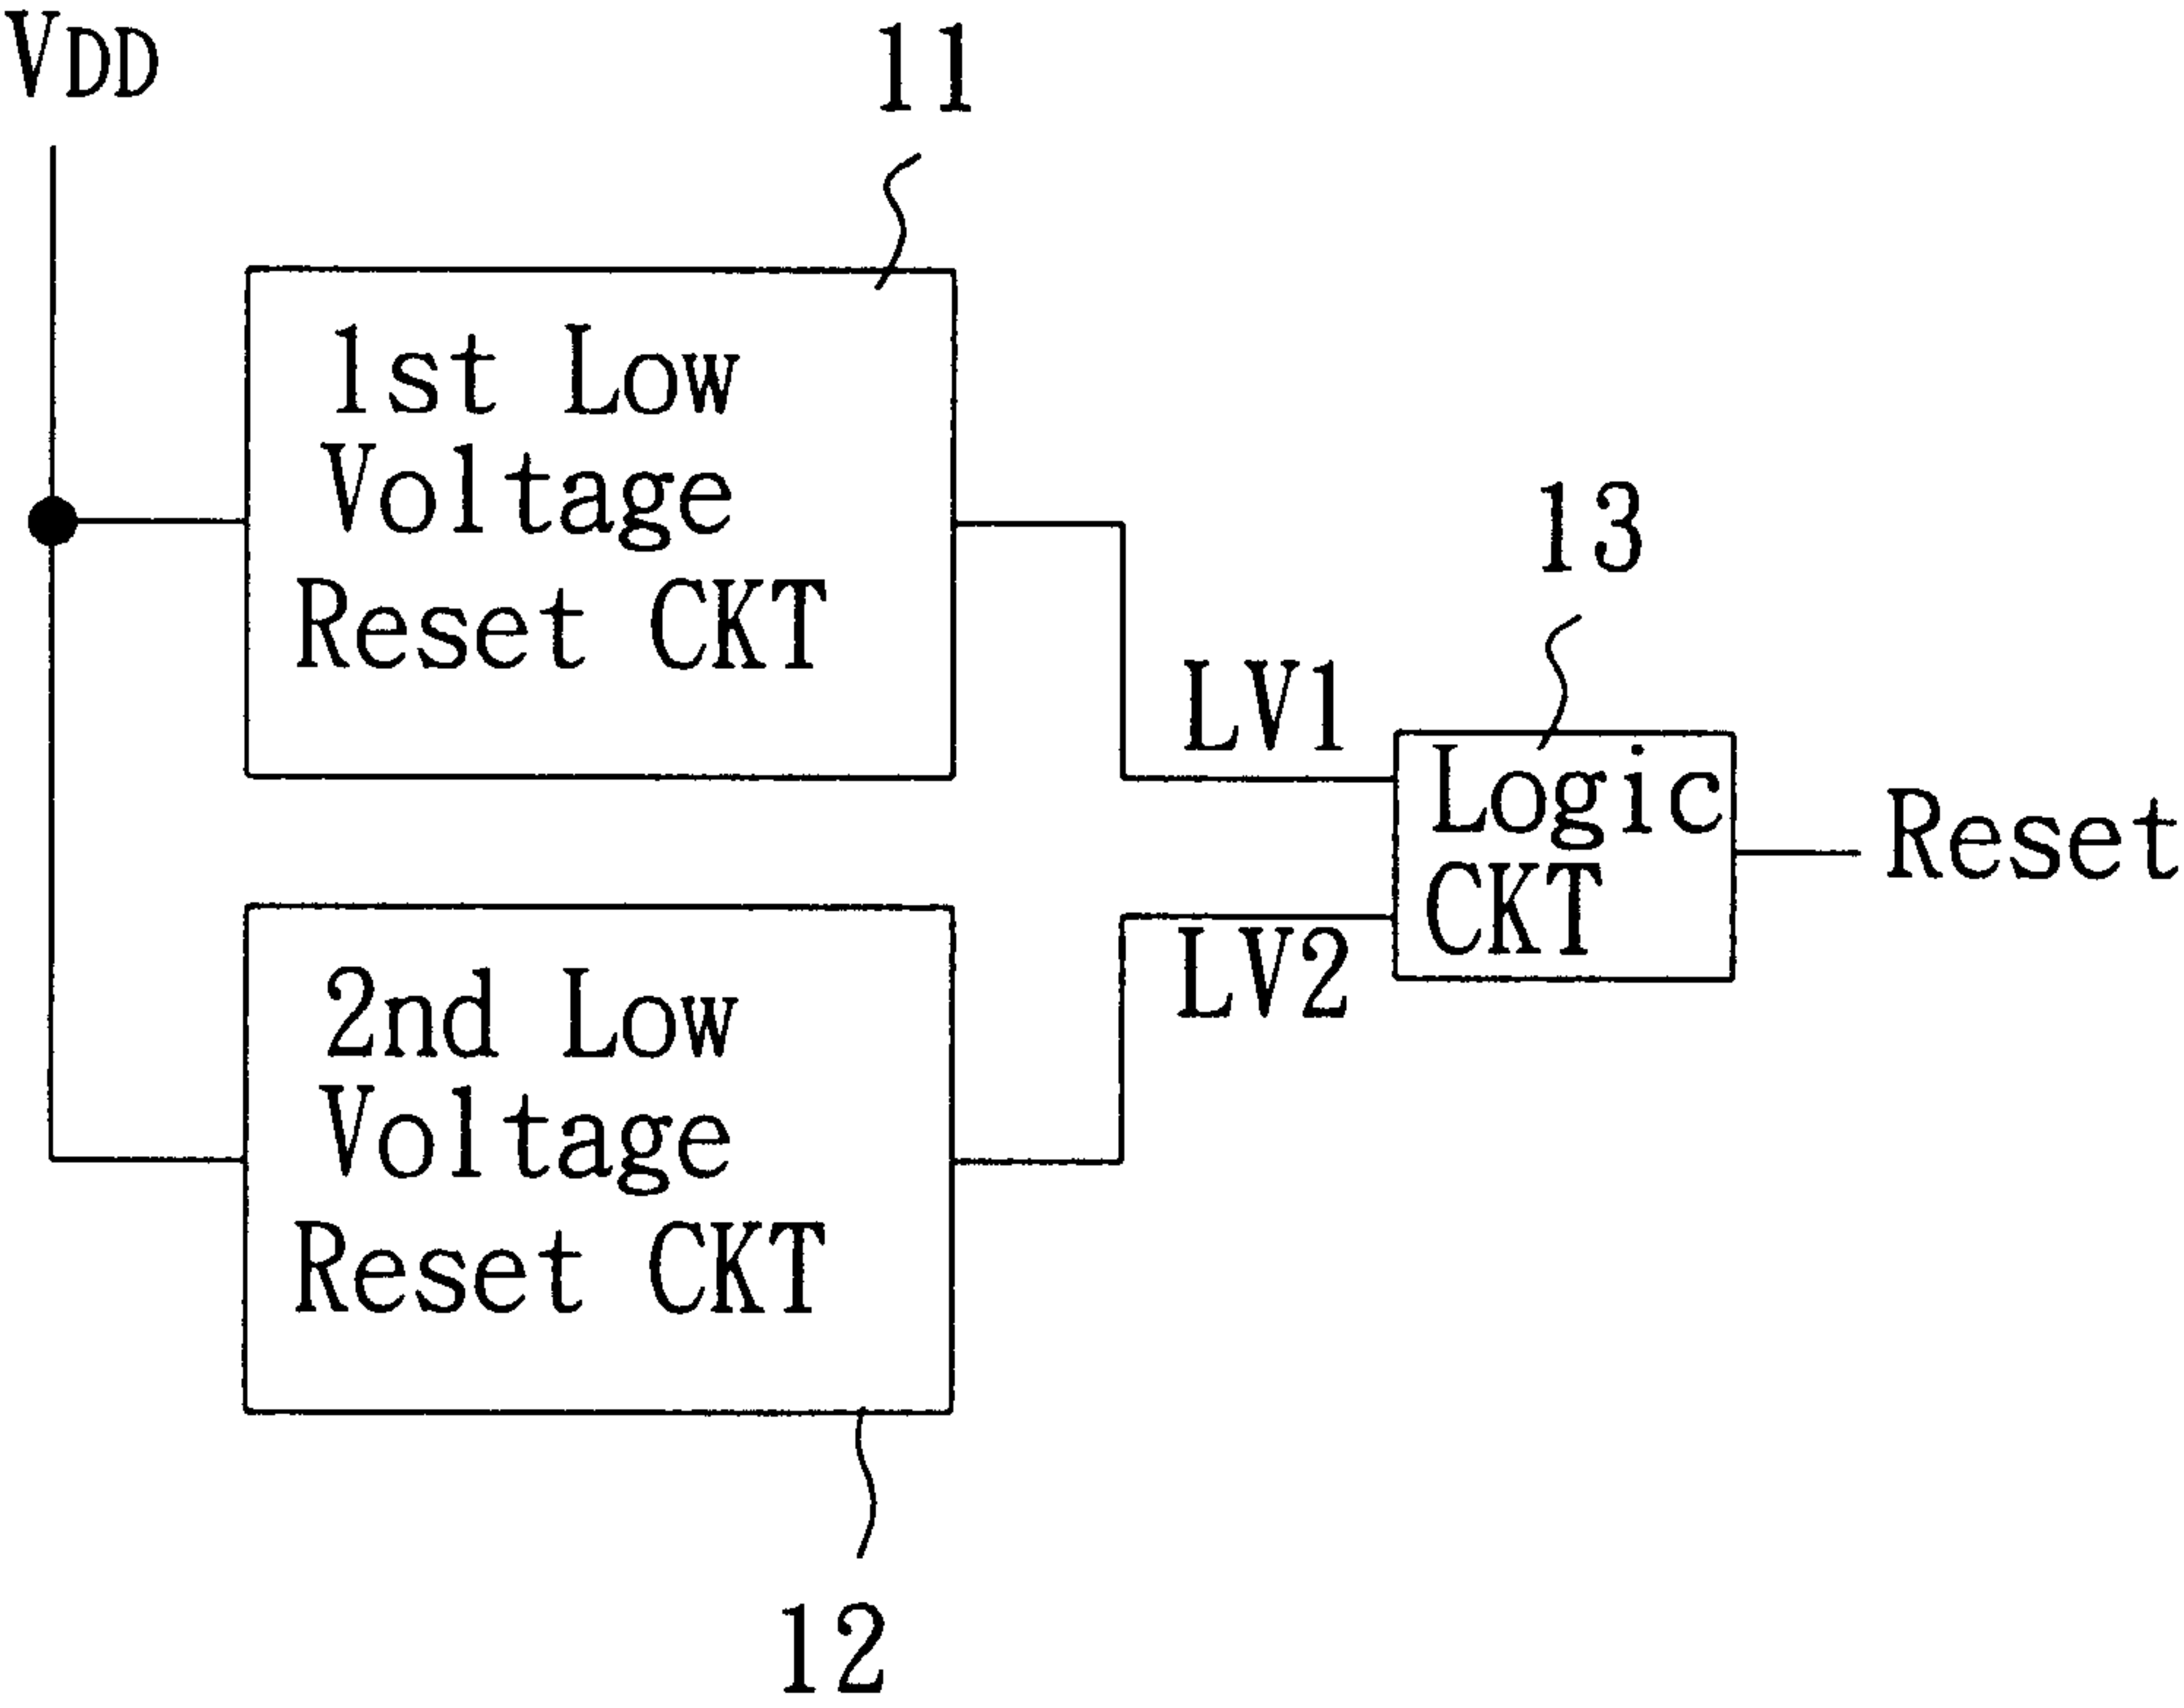 VDD
11
1st Low
Voltage
Reset CKT
13
LV1
Logic
CKT
Reset
LV2
2nd Low
Voltage
Reset CKT
12